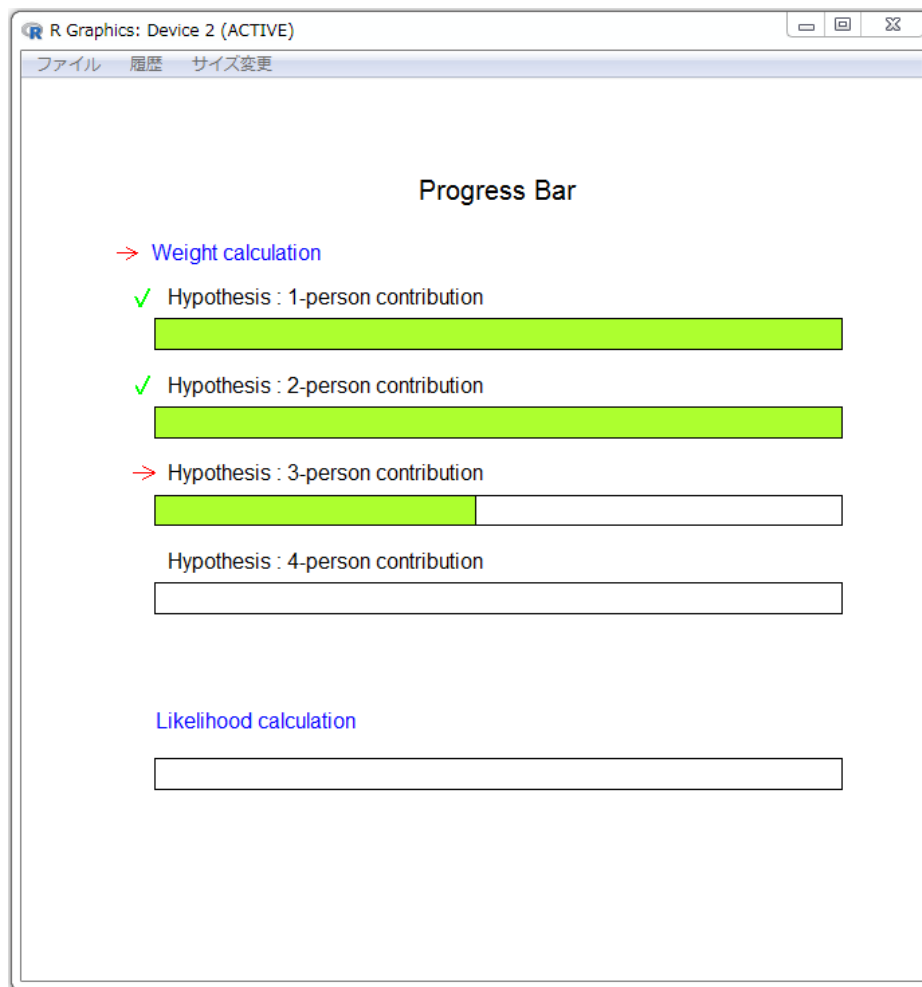 R Graphics: Device 2 (ACTIVE)
ファイル 履歴 サイズ変更
Progress Bar
Weight calculation
Hypothesis : 1-person contribution
Hypothesis : 2-person contribution
Hypothesis : 3-person contribution
Hypothesis : 4-person contribution
Likelihood calculation